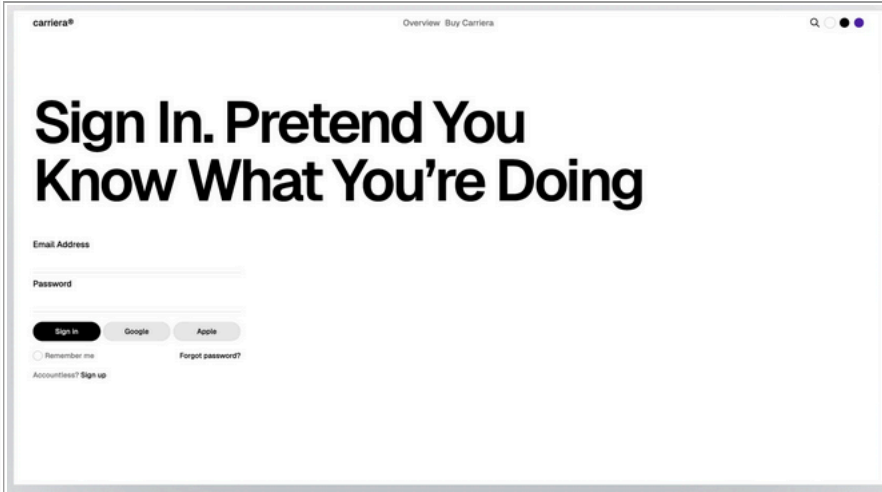 carriera®
Overview Buy Carriera
Sign In. Pretend You
Know What You’re Doing
Email Address
Password
Sign in Google Apple
Remember me Forgot password?
Accountless? Sign up